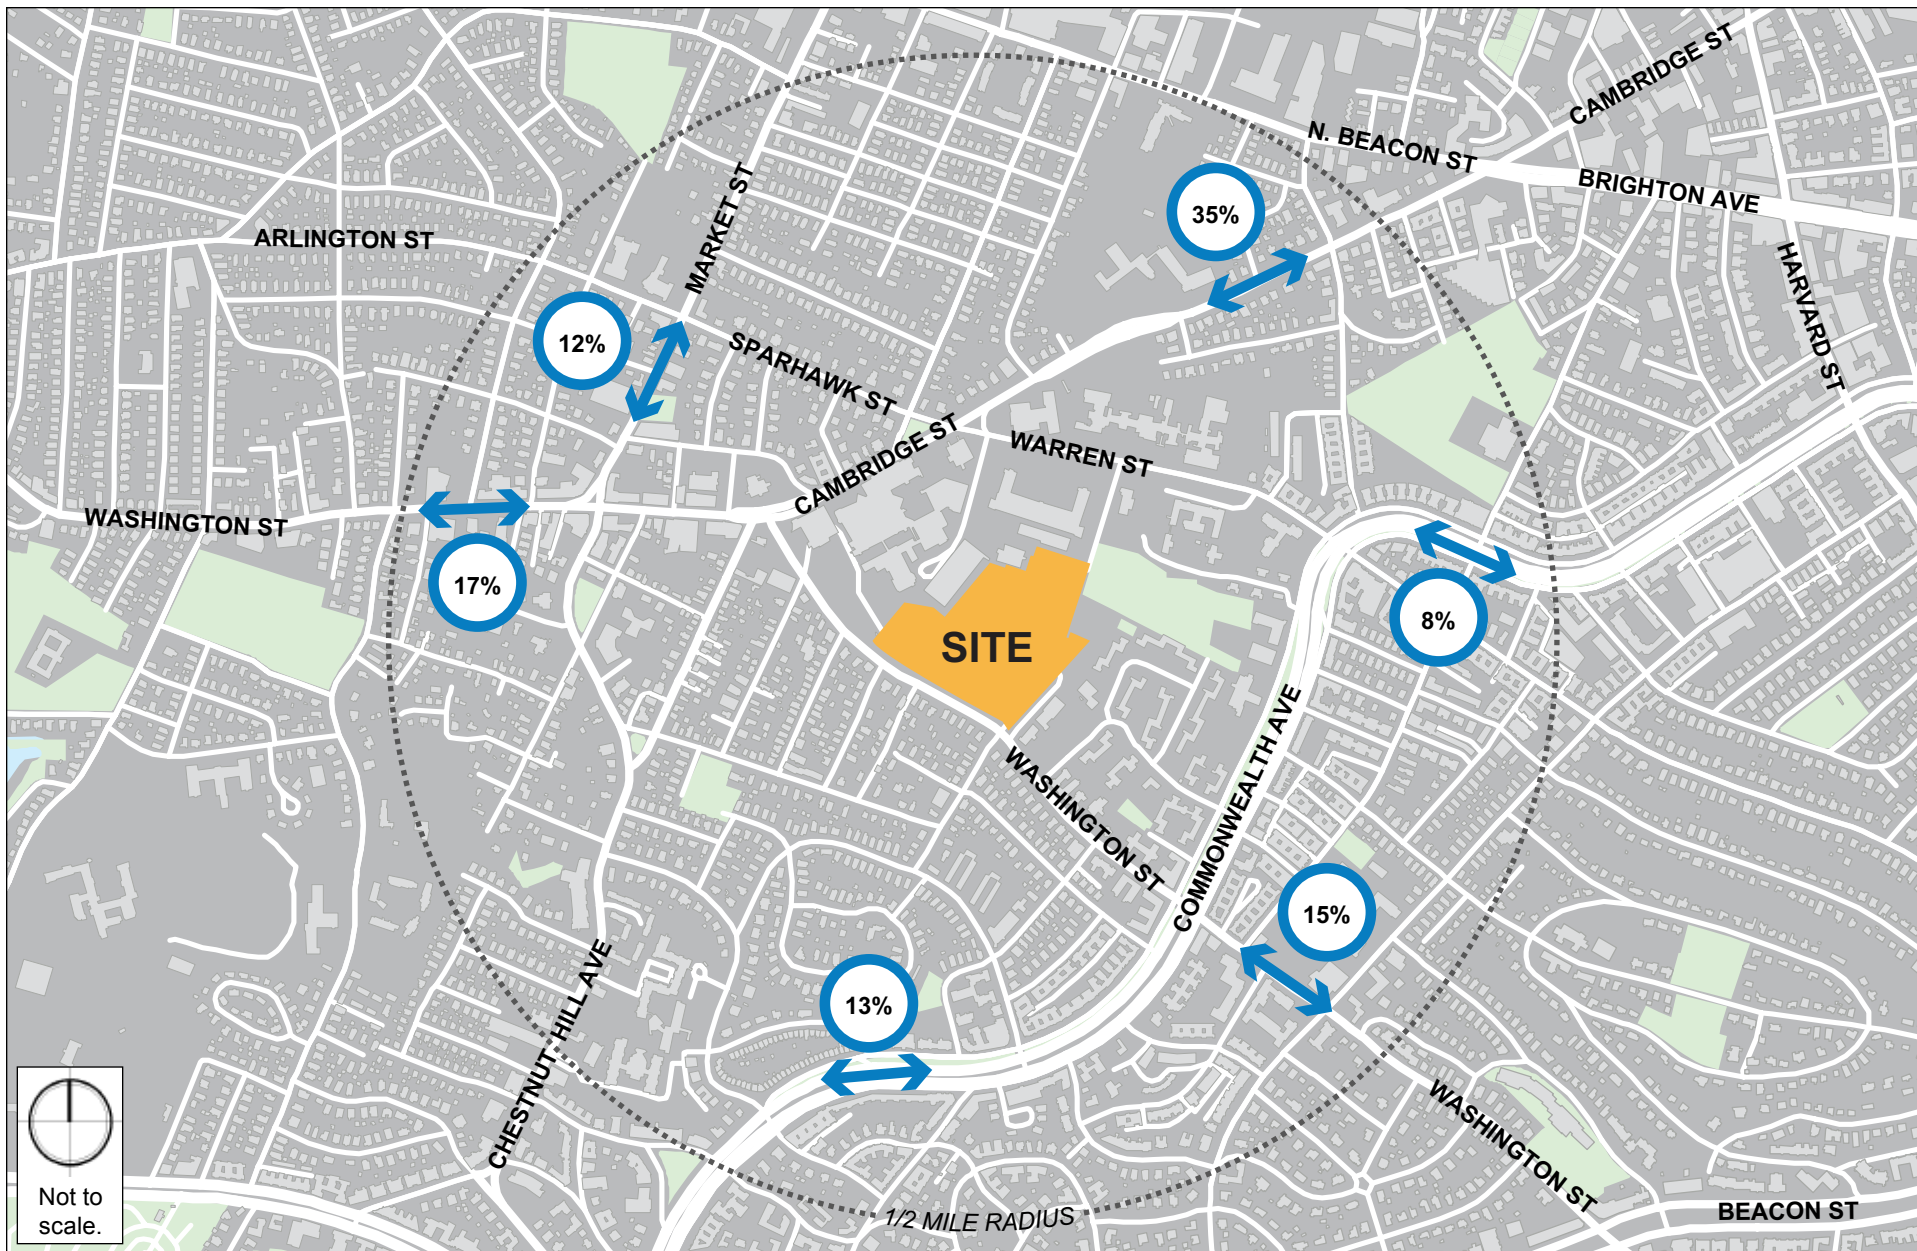 CAMBRIDGE ST
N. BEACON ST
BRIGHTON AVE
MARKET ST
35%
ARLINGTON ST
HARVARD ST
12%
SPARHAWK ST
CAMBRIDGE ST
WARREN ST
WASHINGTON ST
17%
8%
SITE
COMMONWEALTH AVE
WASHINGTON ST
15%
13%
CHESTNUT HILL AVE
WASHINGTON ST
Not to
scale.
1/2 MILE RADIUS
BEACON ST